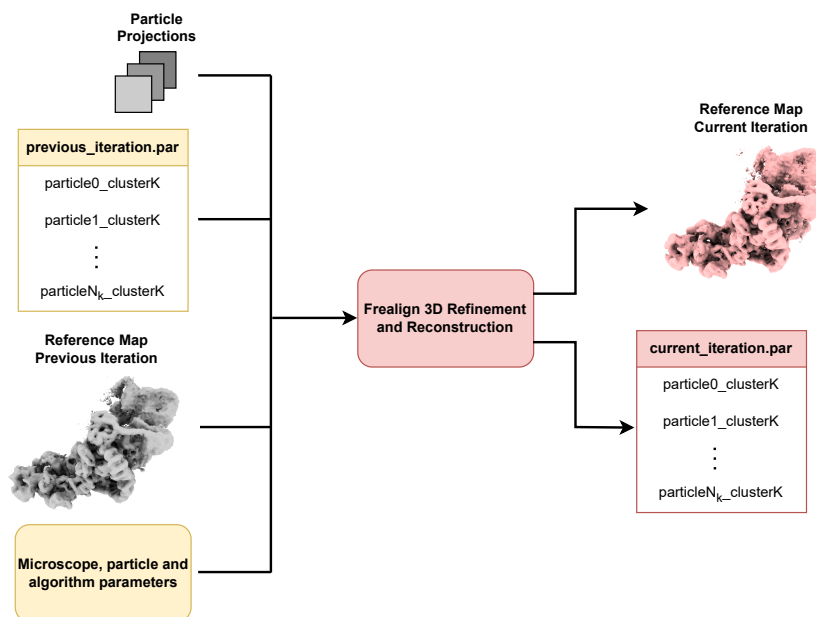 Particle
Projections
previous_iteration.par
particle0_clusterK
particle1_clusterK
particleNₖ_clusterK
Reference Map
Previous Iteration
Microscope, particle and
algorithm parameters
Frealign 3D Refinement
and Reconstruction
Reference Map
Current Iteration
current_iteration.par
particle0_clusterK
particle1_clusterK
particleNₖ_clusterK